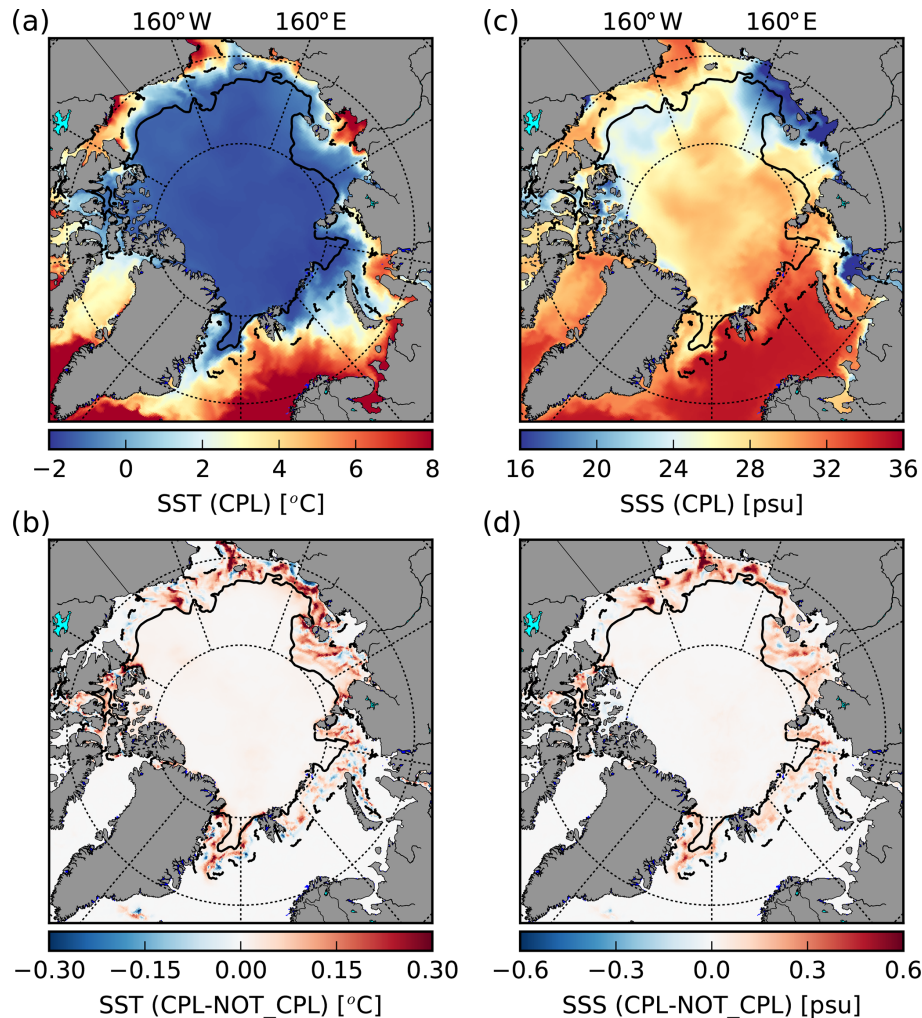 (a) 160°W 160°E
(c) 160°W 160°E
−2 0 2 4 6 8
SST (CPL) [°C]
16 20 24 28 32 36
SSS (CPL) [psu]
(b)
(d)
−0.30 −0.15 0.00 0.15 0.30
SST (CPL-NOT_CPL) [°C]
−0.6 −0.3 0.0 0.3 0.6
SSS (CPL-NOT_CPL) [psu]